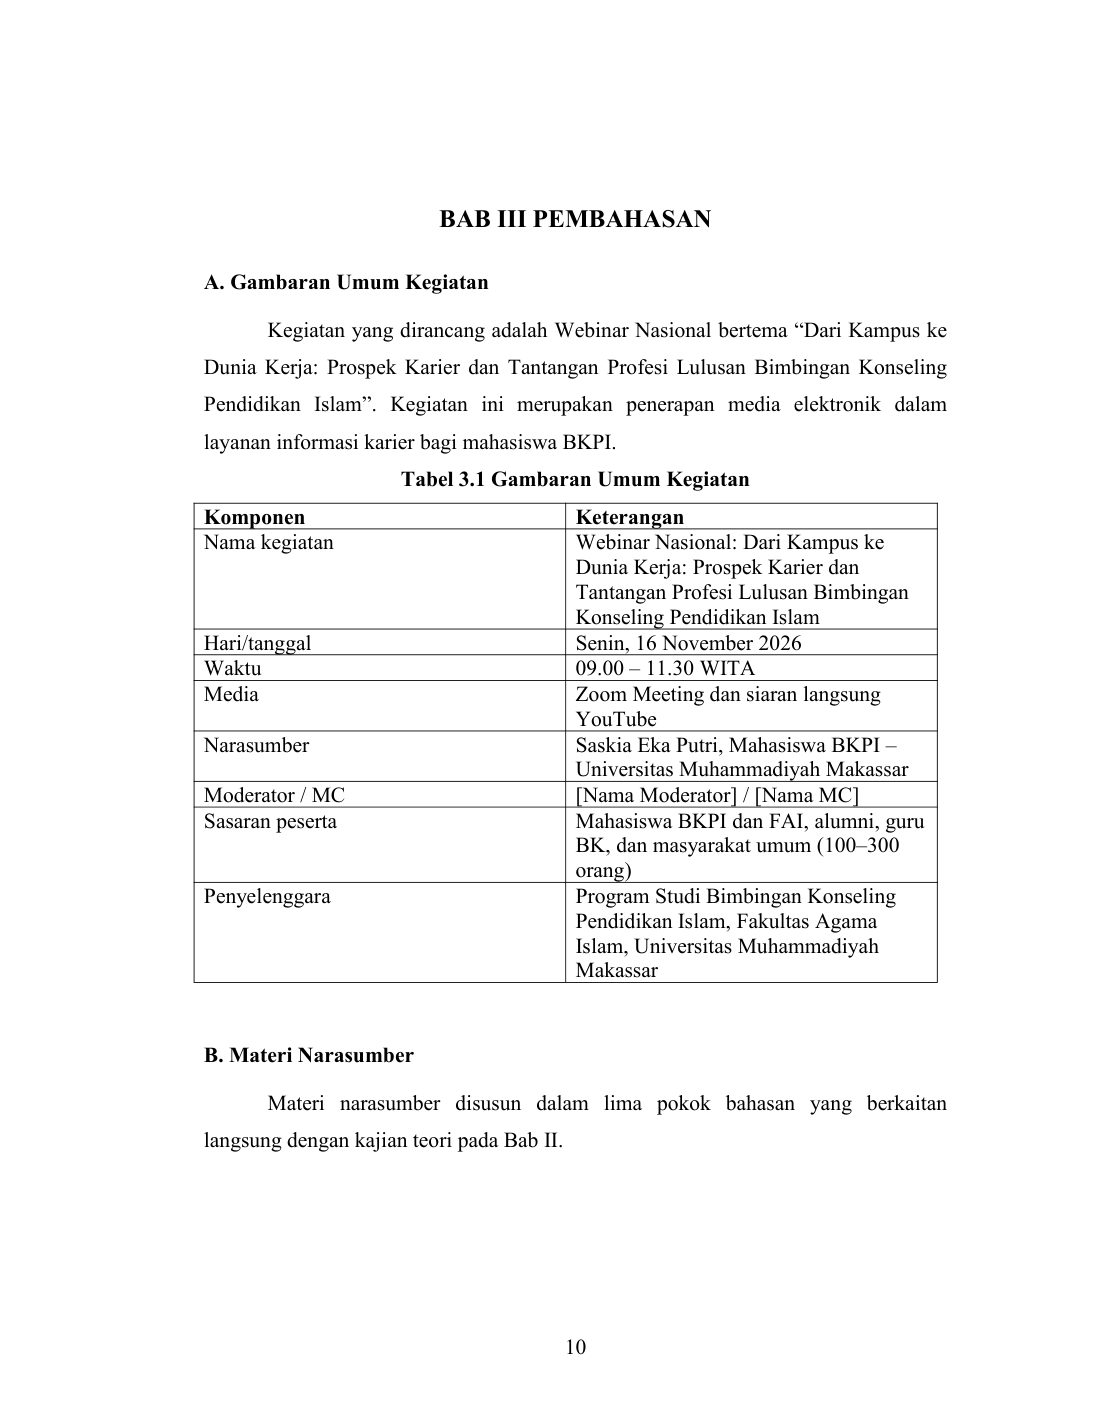 BAB III PEMBAHASAN
A. Gambaran Umum Kegiatan
Kegiatan yang dirancang adalah Webinar Nasional bertema “Dari Kampus ke
Dunia Kerja: Prospek Karier dan Tantangan Profesi Lulusan Bimbingan Konseling
Pendidikan Islam”. Kegiatan ini merupakan penerapan media elektronik dalam
layanan informasi karier bagi mahasiswa BKPI.
Tabel 3.1 Gambaran Umum Kegiatan
Komponen Keterangan
Nama kegiatan Webinar Nasional: Dari Kampus ke
Dunia Kerja: Prospek Karier dan
Tantangan Profesi Lulusan Bimbingan
Konseling Pendidikan Islam
Hari/tanggal Senin, 16 November 2026
Waktu 09.00 – 11.30 WITA
Media Zoom Meeting dan siaran langsung
YouTube
Narasumber Saskia Eka Putri, Mahasiswa BKPI –
Universitas Muhammadiyah Makassar
Moderator / MC [Nama Moderator] / [Nama MC]
Sasaran peserta Mahasiswa BKPI dan FAI, alumni, guru
BK, dan masyarakat umum (100–300
orang)
Penyelenggara Program Studi Bimbingan Konseling
Pendidikan Islam, Fakultas Agama
Islam, Universitas Muhammadiyah
Makassar
B. Materi Narasumber
Materi narasumber disusun dalam lima pokok bahasan yang berkaitan
langsung dengan kajian teori pada Bab II.
10